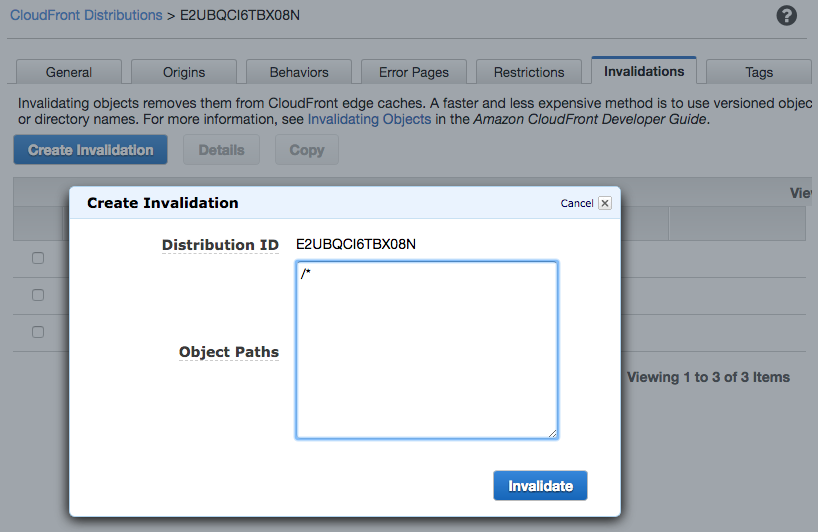 CloudFront Distributions > E2UBQCI6TBX08N
?
General Origins Behaviors Error Pages Restrictions Invalidations Tags
Invalidating objects removes them from CloudFront edge caches. A faster and less expensive method is to use versioned objec
or directory names. For more information, see Invalidating Objects in the Amazon CloudFront Developer Guide.
Create Invalidation Details Copy
Vie
Create Invalidation Cancel
Distribution ID E2UBQCI6TBX08N
/*
Object Paths
Viewing 1 to 3 of 3 Items
Invalidate